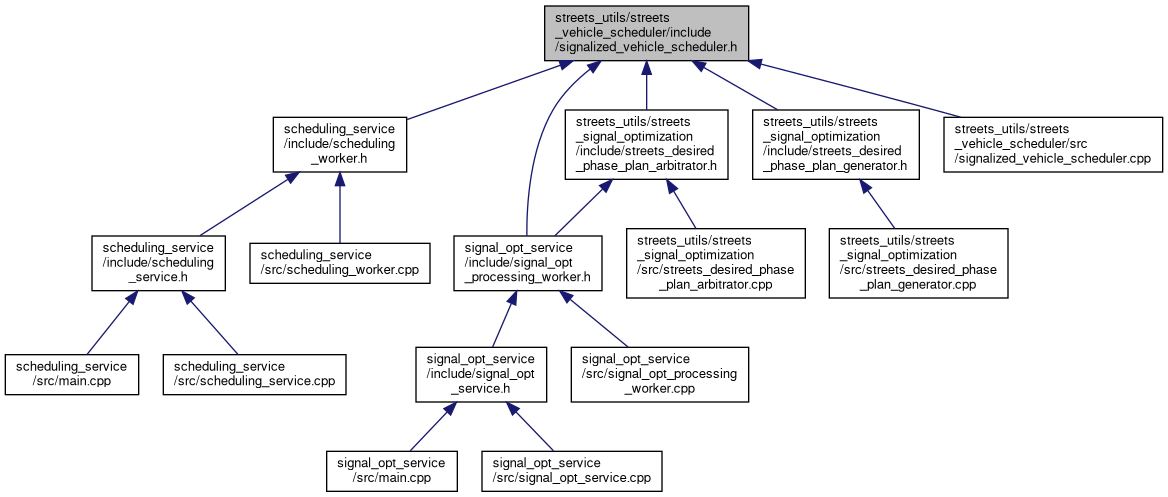 streets_utils/streets
_vehicle_scheduler/include
/signalized_vehicle_scheduler.h
scheduling_service
/include/scheduling
_worker.h
streets_utils/streets
_signal_optimization
/include/streets_desired
_phase_plan_arbitrator.h
streets_utils/streets
_signal_optimization
/include/streets_desired
_phase_plan_generator.h
streets_utils/streets
_vehicle_scheduler/src
/signalized_vehicle_scheduler.cpp
scheduling_service
/include/scheduling
_service.h
scheduling_service
/src/scheduling_worker.cpp
signal_opt_service
/include/signal_opt
_processing_worker.h
streets_utils/streets
_signal_optimization
/src/streets_desired_phase
_plan_arbitrator.cpp
streets_utils/streets
_signal_optimization
/src/streets_desired_phase
_plan_generator.cpp
scheduling_service
/src/main.cpp
scheduling_service
/src/scheduling_service.cpp
signal_opt_service
/include/signal_opt
_service.h
signal_opt_service
/src/signal_opt_processing
_worker.cpp
signal_opt_service
/src/main.cpp
signal_opt_service
/src/signal_opt_service.cpp